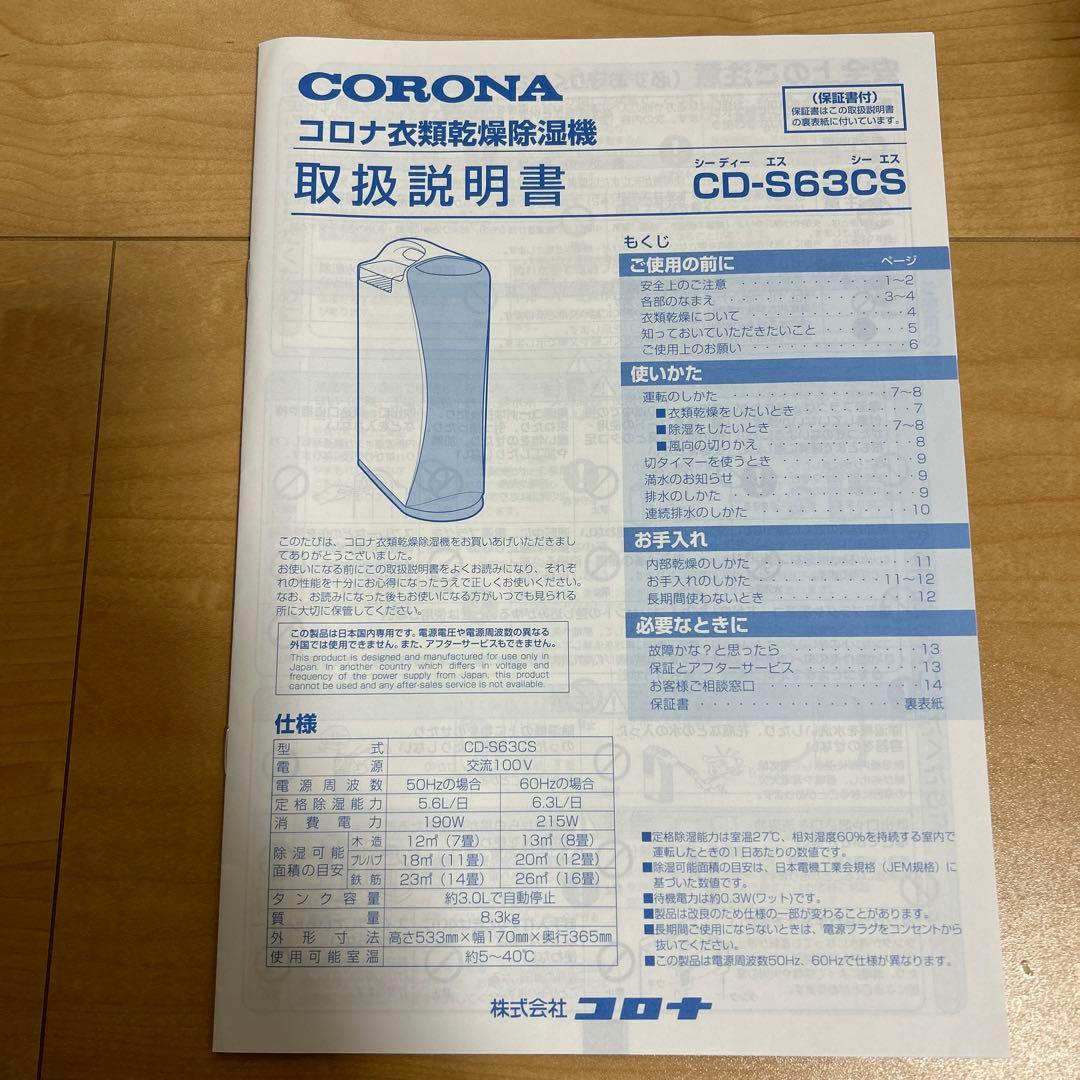 CORONA
コロナ衣類乾燥除湿機
取扱説明書
(保証書付)
保証書はこの取扱説明書
の裏表紙に付いています。
シー ディー エス シー エス
CD-S63CS
もくじ
ご使用の前に ページ
安全上のご注意 ・・・・・・・・・・・・・・・・ 1〜2
各部のなまえ ・・・・・・・・・・・・・・・・ 3〜4
衣類乾燥について ・・・・・・・・・・・・・・・・ 4
知っておいていただきたいこと ・・・・・・・・ 5
ご使用上のお願い ・・・・・・・・・・・・・・・・ 6
使いかた
運転のしかた ・・・・・・・・・・・・・・・・ 7〜8
■衣類乾燥をしたいとき ・・・・・・・・・・・・ 7
■除湿をしたいとき ・・・・・・・・・・・・ 7〜8
■風向の切りかえ ・・・・・・・・・・・・・・ 8
切タイマーを使うとき ・・・・・・・・・・・・ 9
満水のお知らせ ・・・・・・・・・・・・・・・・ 9
排水のしかた ・・・・・・・・・・・・・・・・ 9
連続排水のしかた ・・・・・・・・・・・・・・ 10
お手入れ
内部乾燥のしかた ・・・・・・・・・・・・・・ 11
お手入れのしかた ・・・・・・・・・・・・ 11〜12
長期間使わないとき ・・・・・・・・・・・・ 12
必要なときに
故障かな?と思ったら ・・・・・・・・・・・・ 13
保証とアフターサービス ・・・・・・・・・・ 13
お客様ご相談窓口 ・・・・・・・・・・・・・・ 14
保証書 ・・・・・・・・・・・・・・・・・・ 裏表紙
このたびは、コロナ衣類乾燥除湿機をお買いあげいただきまし
てありがとうございました。
お使いになる前にこの取扱説明書をよくお読みになり、それぞ
れの性能を十分にお心得になったうえで正しくお使いください。
なお、お読みになった後もお使いになる方がいつでも見られる
所に大切に保管してください。
この製品は日本国内専用です。電源電圧や電源周波数の異なる
外国では使用できません。また、アフターサービスもできません。
This product is designed and manufactured for use only in
Japan. In another country which differs in voltage and
frequency of the power supply from Japan, this product
cannot be used and any after-sales service is not available.
仕様
型式 CD-S63CS
電源 交流100V
電源周波数 50Hzの場合 60Hzの場合
定格除湿能力 5.6L/日 6.3L/日
消費電力 190W 215W
除湿可能面積の目安 木造 12㎡(7畳) 13㎡(8畳)
プレハブ 18㎡(11畳) 20㎡(12畳)
鉄筋 23㎡(14畳) 26㎡(16畳)
タンク容量 約3.0Lで自動停止
質量 8.3kg
外形寸法 高さ533㎜×幅170㎜×奥行365㎜
使用可能室温 約5〜40℃
■定格除湿能力は室温27℃、相対湿度60%を持続する室内で
運転したときの1日あたりの数値です。
■除湿可能面積の目安は、日本電機工業会規格(JEM規格)に
基づいた数値です。
■待機電力は約0.3W(ワット)です。
■製品は改良のため仕様の一部が変わることがあります。
■長期間ご使用にならないときは、電源プラグをコンセントから
抜いてください。
■この製品は電源周波数50Hz、60Hzで仕様が異なります。
株式会社 コロナ